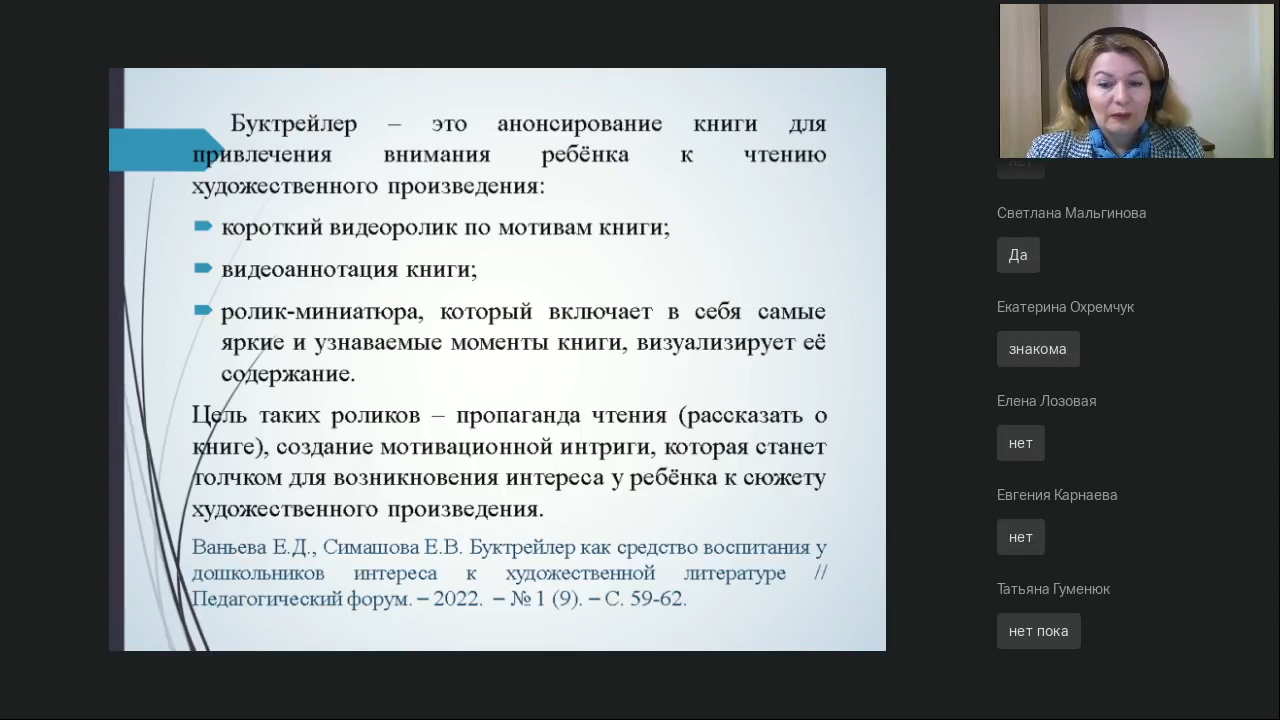 Буктрейлер – это анонсирование книги для
привлечения внимания ребёнка к чтению
художественного произведения:
короткий видеоролик по мотивам книги;
видеоаннотация книги;
ролик-миниатюра, который включает в себя самые
яркие и узнаваемые моменты книги, визуализирует её
содержание.
Цель таких роликов – пропаганда чтения (рассказать о
книге), создание мотивационной интриги, которая станет
толчком для возникновения интереса у ребёнка к сюжету
художественного произведения.
Ваньева Е.Д., Симашова Е.В. Буктрейлер как средство воспитания у
дошкольников интереса к художественной литературе //
Педагогический форум. – 2022. – № 1 (9). – С. 59-62.
нет
Светлана Мальгинова
Да
Екатерина Охремчук
знакома
Елена Лозовая
нет
Евгения Карнаева
нет
Татьяна Гуменюк
нет пока